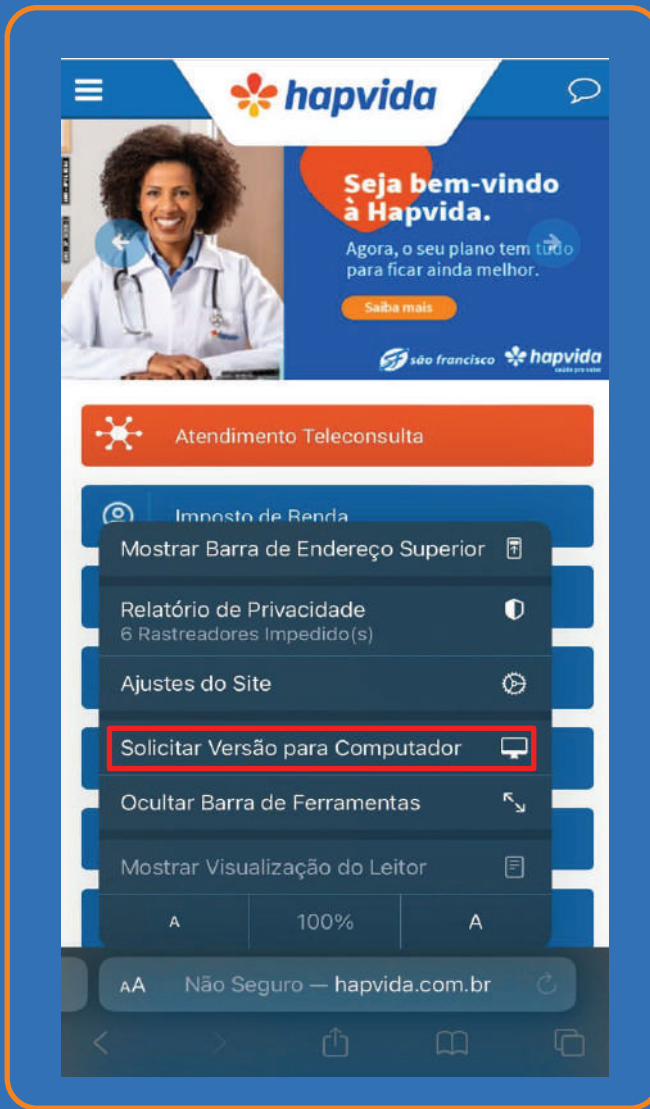 hapvida
Seja bem-vindo
à Hapvida.
Agora, o seu plano tem tudo
para ficar ainda melhor.
Saiba mais
são francisco hapvida
Atendimento Teleconsulta
Imposto de Renda
Mostrar Barra de Endereço Superior
Relatório de Privacidade
6 Rastreadores Impedido(s)
Ajustes do Site
Solicitar Versão para Computador
Ocultar Barra de Ferramentas
Mostrar Visualização do Leitor
A 100% A
AA Não Seguro — hapvida.com.br